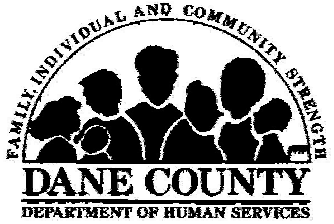 FAMILY, INDIVIDUAL AND COMMUNITY STRENGTH
DANE COUNTY
DEPARTMENT OF HUMAN SERVICES